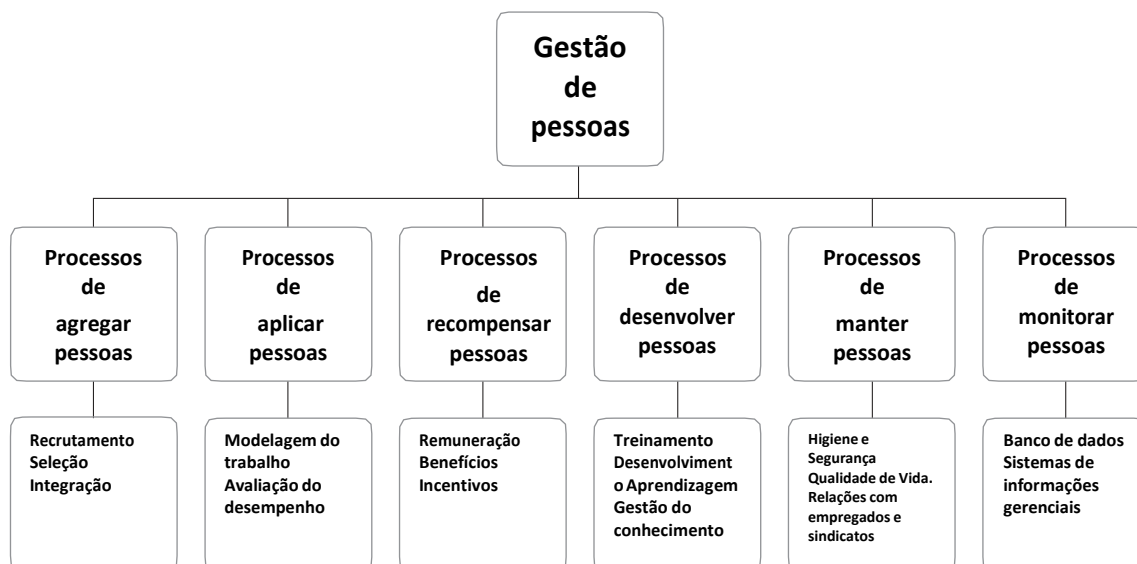 Gestão
de
pessoas
Processos
de
agregar
pessoas
Processos
de
aplicar
pessoas
Processos
de
recompensar
pessoas
Processos
de
desenvolver
pessoas
Processos
de
manter
pessoas
Processos
de
monitorar
pessoas
Recrutamento
Seleção
Integração
Modelagem do
trabalho
Avaliação do
desempenho
Remuneração
Benefícios
Incentivos
Treinamento
Desenvolviment
o Aprendizagem
Gestão do
conhecimento
Higiene e
Segurança
Qualidade de Vida.
Relações com
empregados e
sindicatos
Banco de dados
Sistemas de
informações
gerenciais